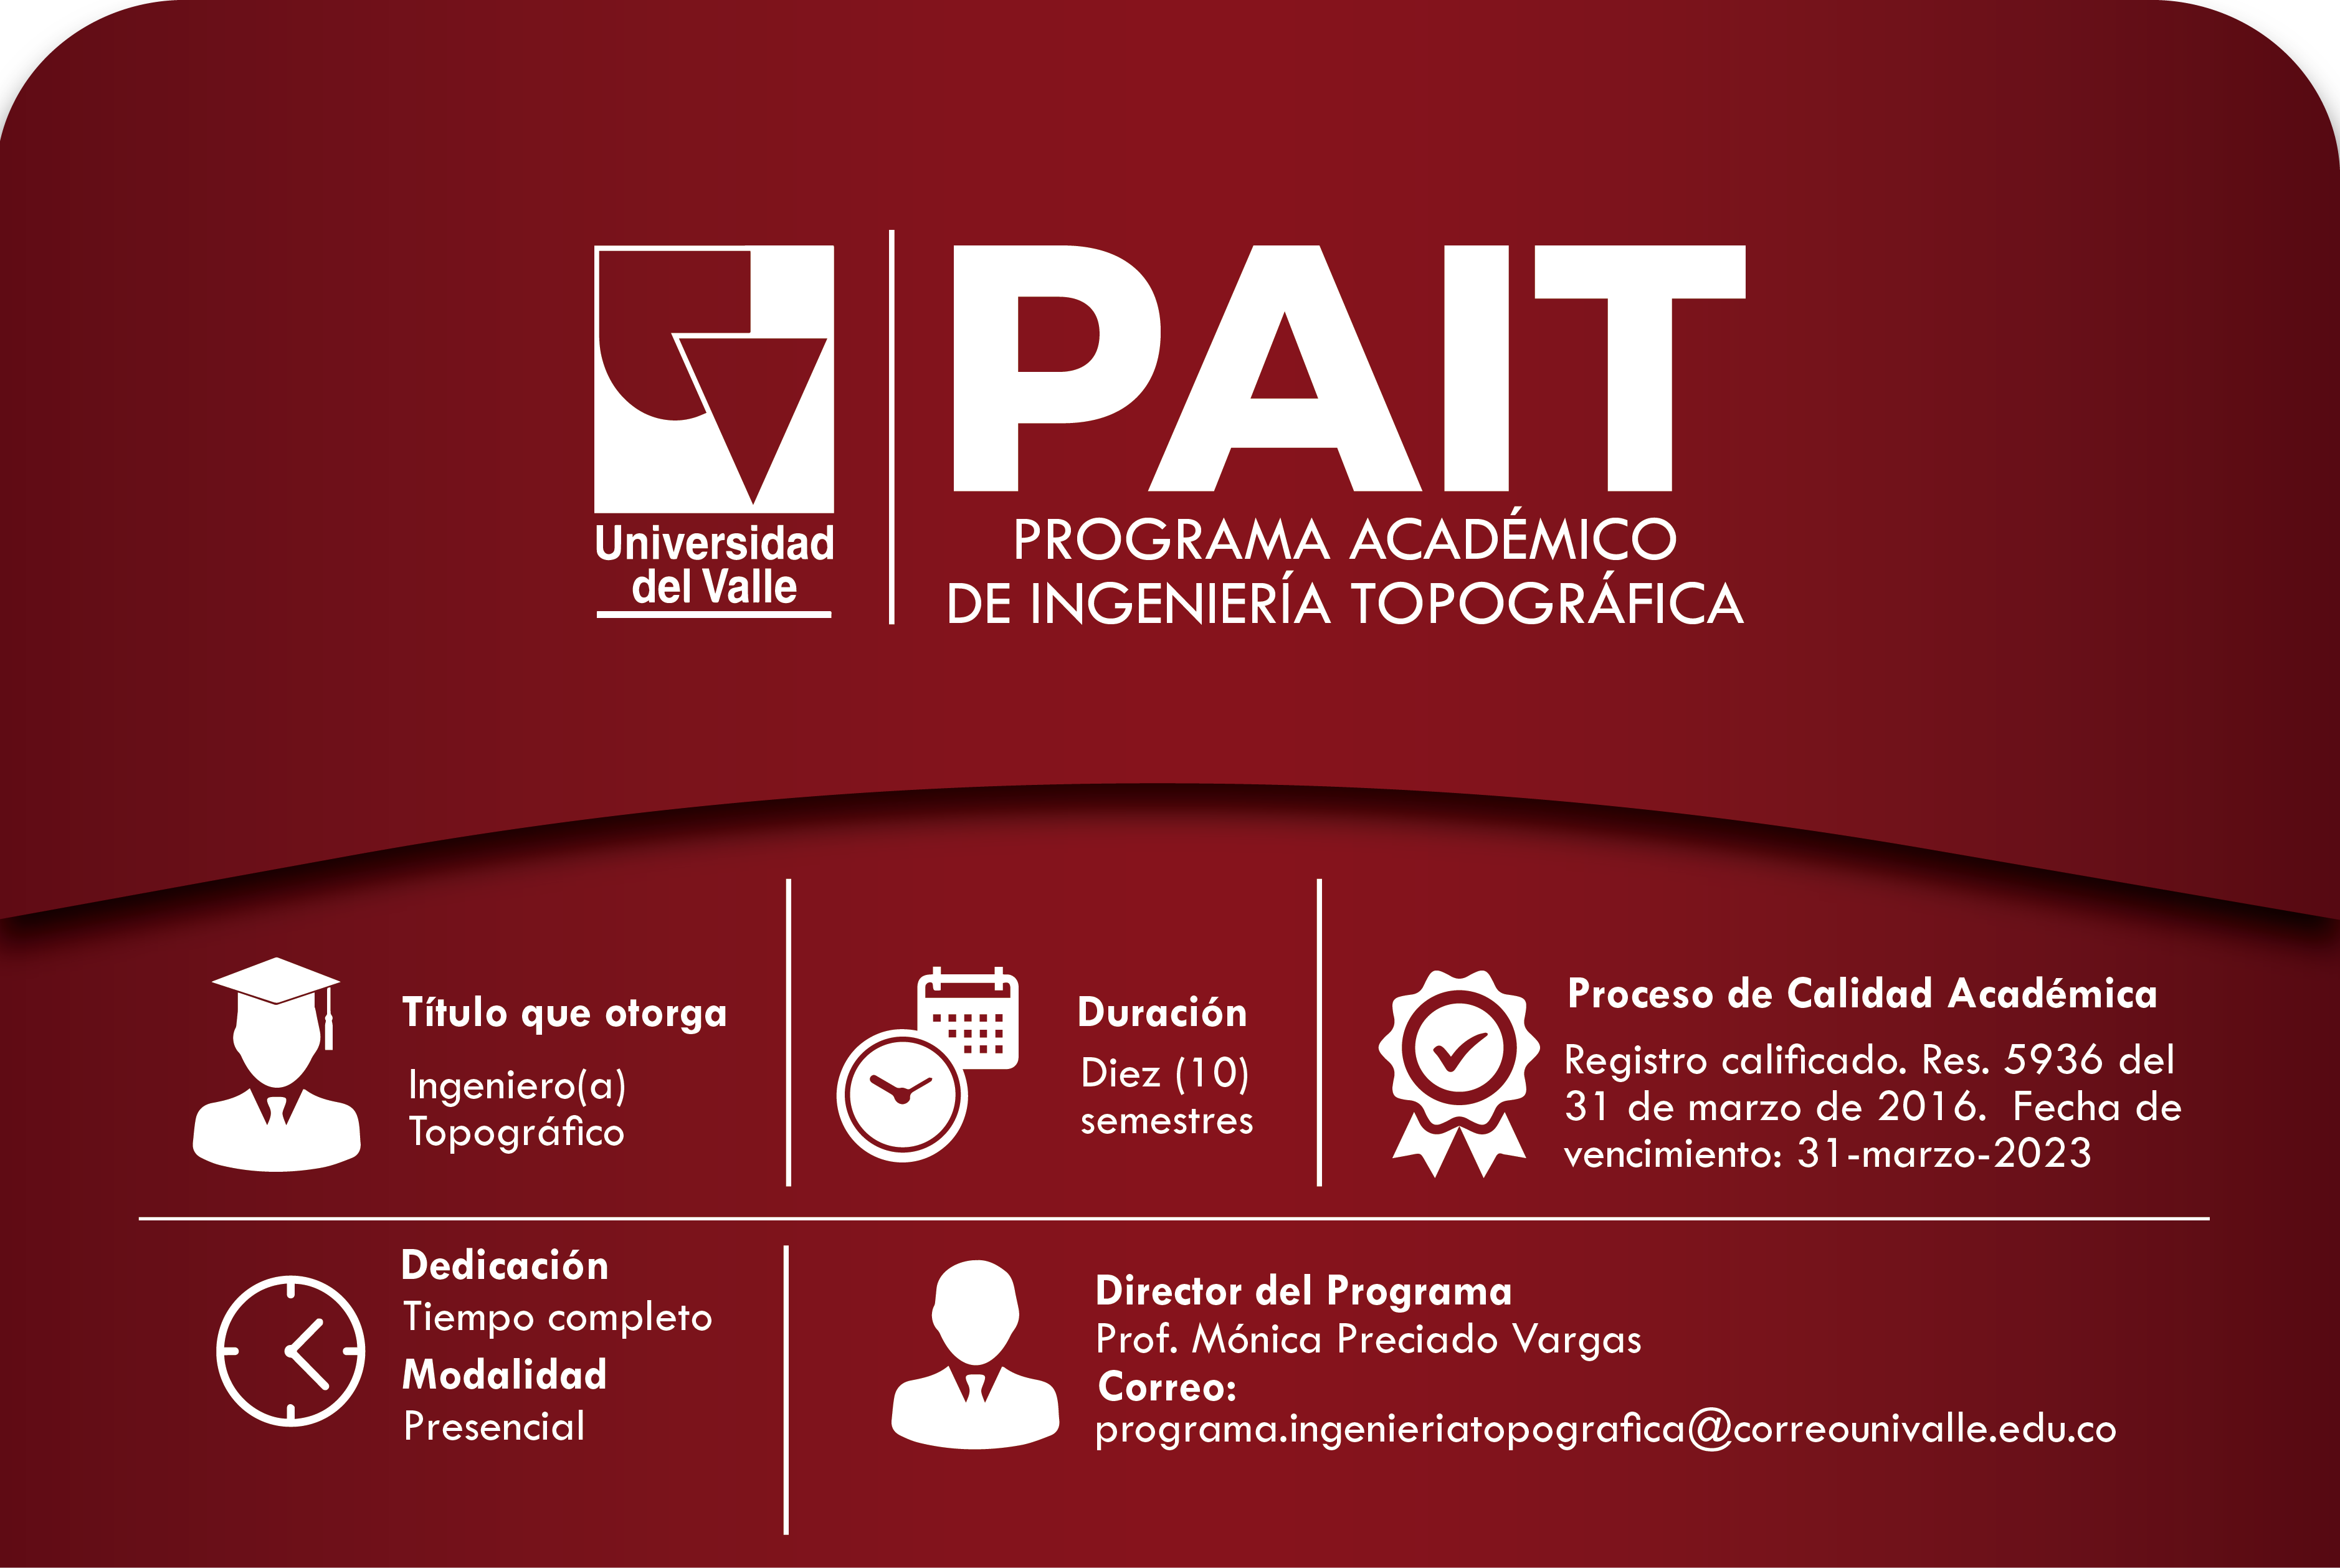 Universidad
del Valle
PAIT
PROGRAMA ACADÉMICO
DE INGENIERÍA TOPOGRÁFICA
Título que otorga
Ingeniero(a)
Topográfico
Duración
Diez (10)
semestres
Proceso de Calidad Académica
Registro calificado. Res. 5936 del
31 de marzo de 2016.  Fecha de
vencimiento: 31-marzo-2023
Dedicación
Tiempo completo
Modalidad
Presencial
Director del Programa
Prof. Mónica Preciado Vargas
Correo:
programa.ingenieriatopografica@correounivalle.edu.co